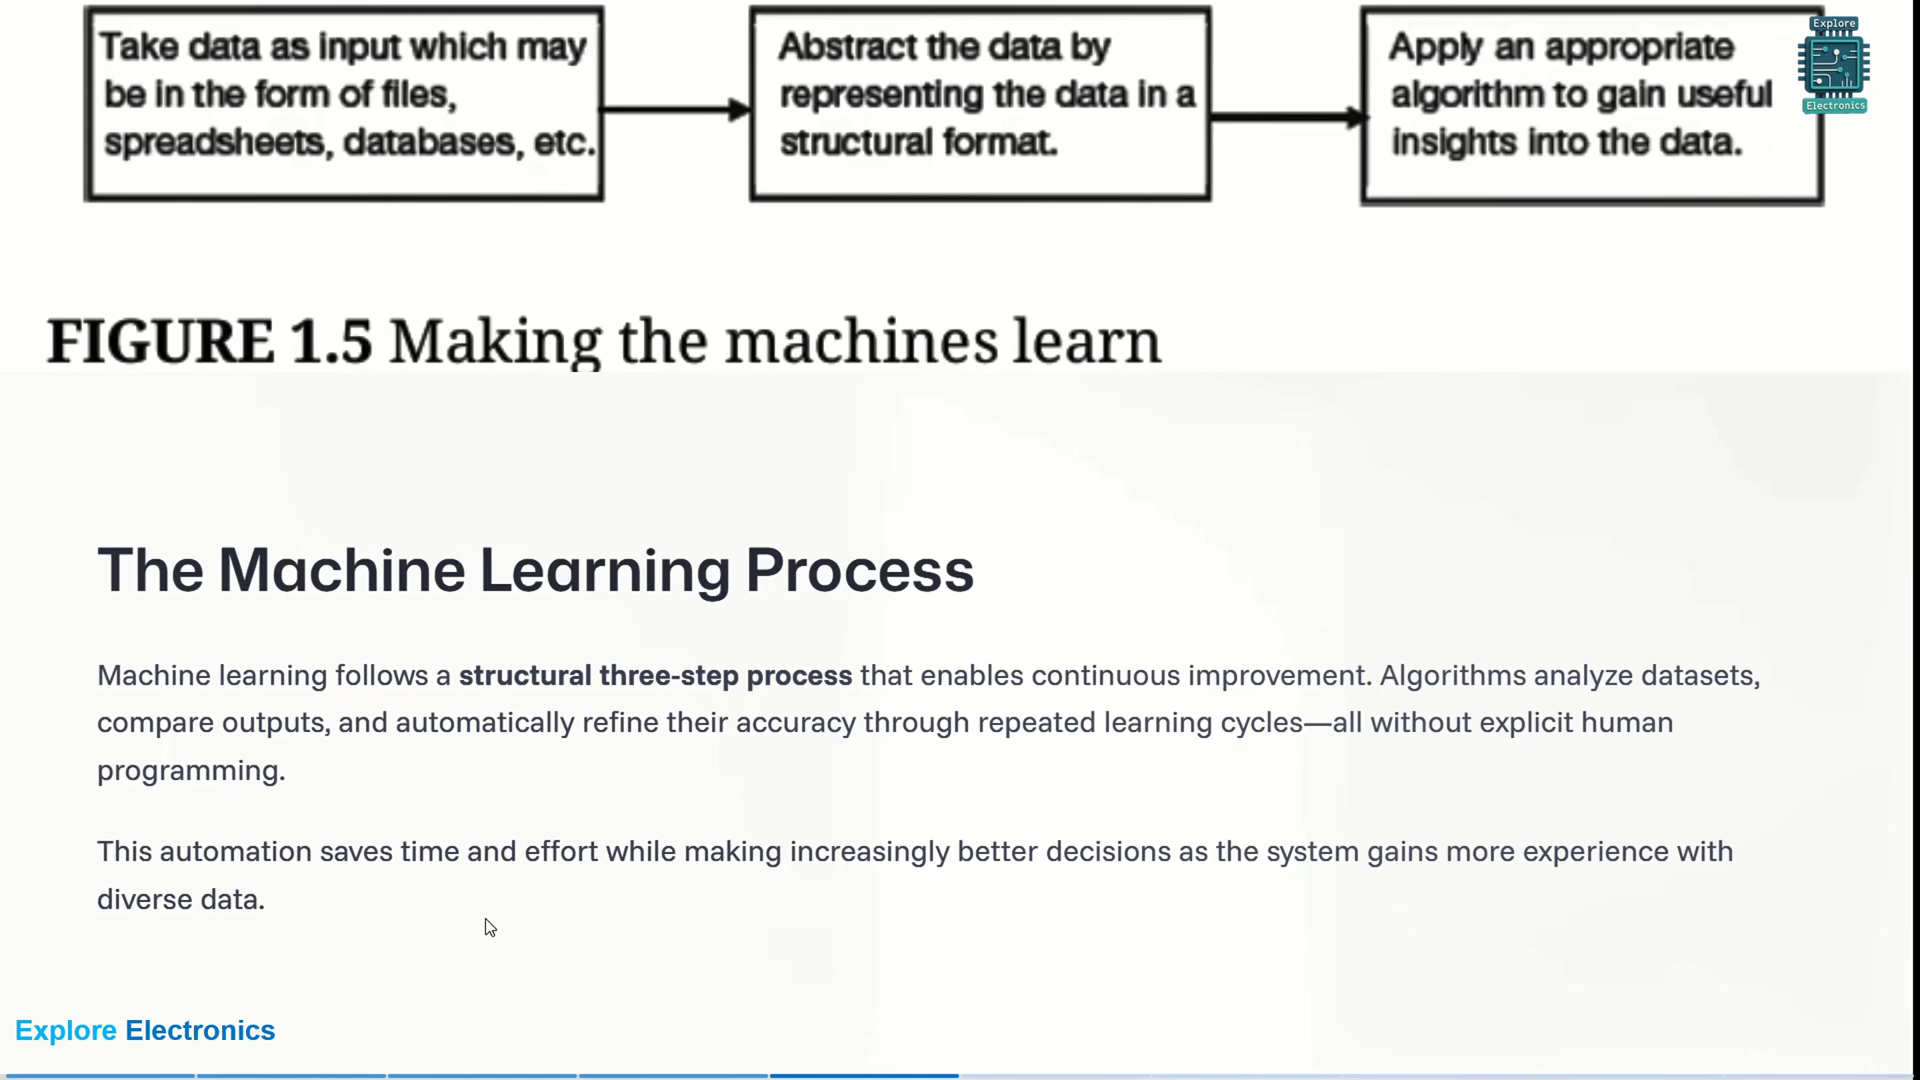 Take data as input which may
be in the form of files,
spreadsheets, databases, etc.
Abstract the data by
representing the data in a
structural format.
Apply an appropriate
algorithm to gain useful
insights into the data.
Explore
Electronics
FIGURE 1.5 Making the machines learn
The Machine Learning Process
Machine learning follows a structural three-step process that enables continuous improvement. Algorithms analyze datasets,
compare outputs, and automatically refine their accuracy through repeated learning cycles—all without explicit human
programming.
This automation saves time and effort while making increasingly better decisions as the system gains more experience with
diverse data.
Explore Electronics